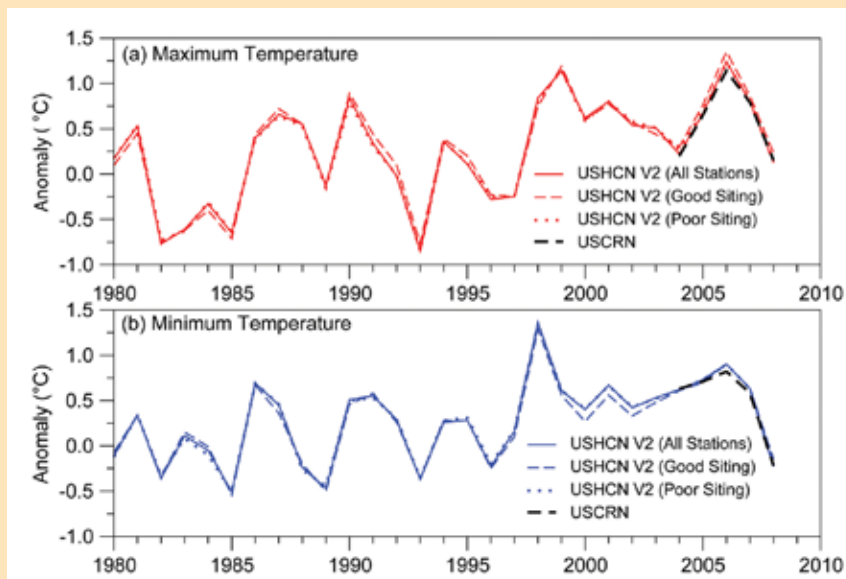 (a) Maximum Temperature
Anomaly (°C)
1.5
1.0
0.5
0.0
-0.5
-1.0
USHCN V2 (All Stations)
USHCN V2 (Good Siting)
USHCN V2 (Poor Siting)
USCRN
1980 1985 1990 1995 2000 2005 2010
(b) Minimum Temperature
Anomaly (°C)
1.5
1.0
0.5
0.0
-0.5
-1.0
USHCN V2 (All Stations)
USHCN V2 (Good Siting)
USHCN V2 (Poor Siting)
USCRN
1980 1985 1990 1995 2000 2005 2010